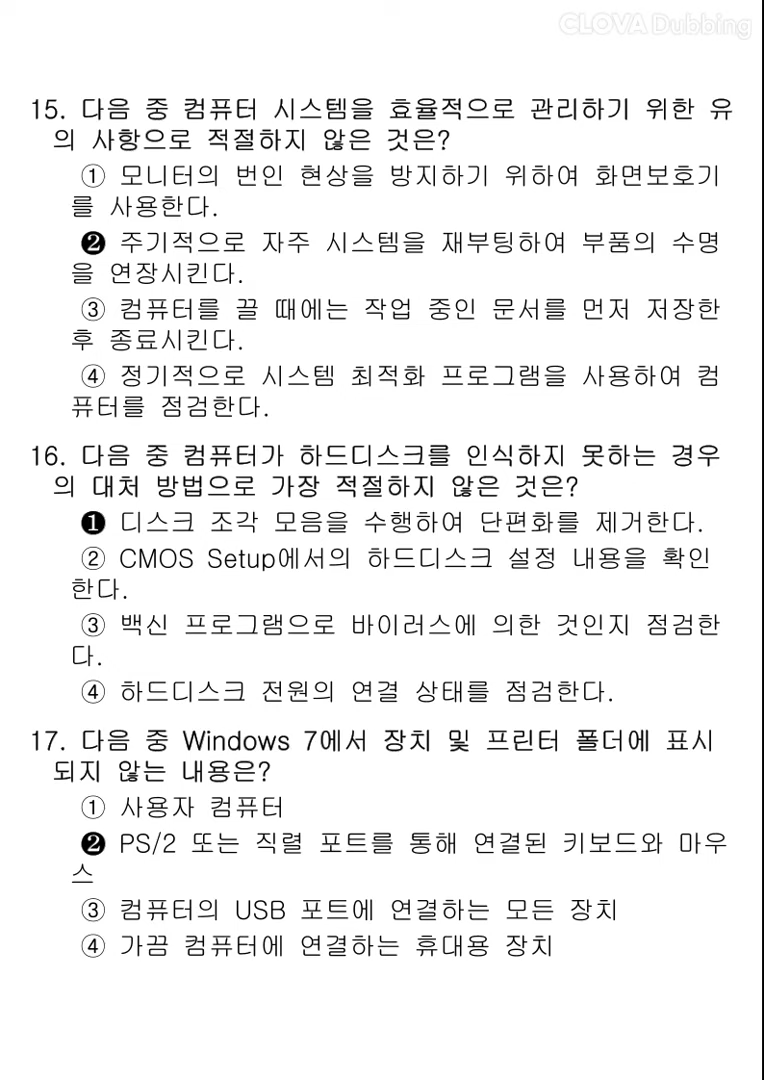 CLOVA Dubbing
15. 다음 중 컴퓨터 시스템을 효율적으로 관리하기 위한 유
의 사항으로 적절하지 않은 것은?
① 모니터의 번인 현상을 방지하기 위하여 화면보호기
를 사용한다.
❷ 주기적으로 자주 시스템을 재부팅하여 부품의 수명
을 연장시킨다.
③ 컴퓨터를 끌 때에는 작업 중인 문서를 먼저 저장한
후 종료시킨다.
④ 정기적으로 시스템 최적화 프로그램을 사용하여 컴
퓨터를 점검한다.
16. 다음 중 컴퓨터가 하드디스크를 인식하지 못하는 경우
의 대처 방법으로 가장 적절하지 않은 것은?
❶ 디스크 조각 모음을 수행하여 단편화를 제거한다.
② CMOS Setup에서의 하드디스크 설정 내용을 확인
한다.
③ 백신 프로그램으로 바이러스에 의한 것인지 점검한
다.
④ 하드디스크 전원의 연결 상태를 점검한다.
17. 다음 중 Windows 7에서 장치 및 프린터 폴더에 표시
되지 않는 내용은?
① 사용자 컴퓨터
❷ PS/2 또는 직렬 포트를 통해 연결된 키보드와 마우
스
③ 컴퓨터의 USB 포트에 연결하는 모든 장치
④ 가끔 컴퓨터에 연결하는 휴대용 장치